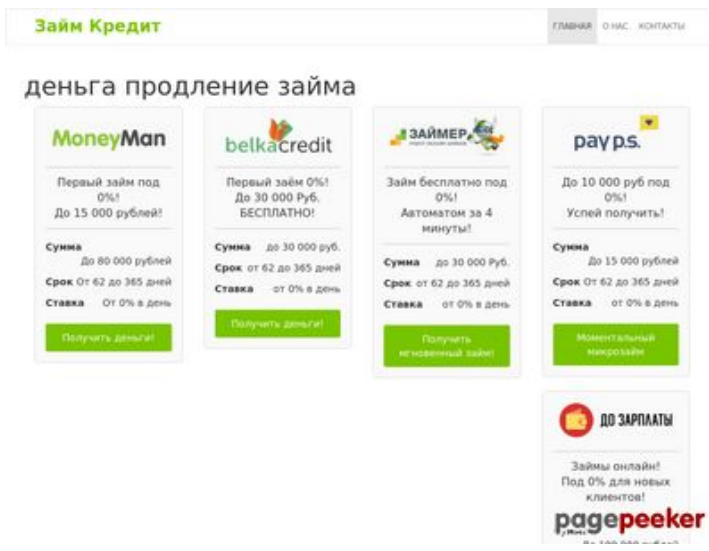 Займ Кредит
ГЛАВНАЯ О НАС КОНТАКТЫ
деньга продление займа
MoneyMan
Первый займ под
0%!
До 15 000 рублей!
Сумма
До 80 000 рублей
Срок От 62 до 365 дней
Ставка От 0% в день
Получить деньги!
belkacredit
Первый заём 0%!
До 30 000 Руб.
БЕСПЛАТНО!
Сумма до 30 000 руб.
Срок от 62 до 365 дней
Ставка от 0% в день
Получить деньги!
ЗАЙМЕР
Займ бесплатно под
0%!
Автоматом за 4
минуты!
Сумма до 30 000 Руб.
Срок от 62 до 365 дней
Ставка от 0% в день
Получить
мгновенный займ!
pay p.s.
До 10 000 руб под
0%!
Успей получить!
Сумма
До 15 000 рублей
Срок От 62 до 365 дней
Ставка от 0% в день
Моментальный
микрозайм
ДО ЗАРПЛАТЫ
Займы онлайн!
Под 0% для новых
клиентов!
pagepeeker
До 100 000 рублей